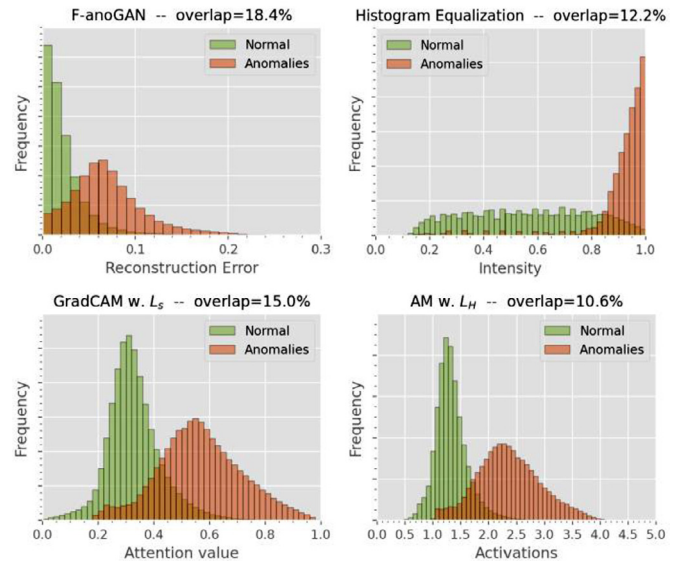 F-anoGAN -- overlap=18.4%
Normal
Anomalies
Frequency
0.0 0.1 0.2 0.3
Reconstruction Error
Histogram Equalization -- overlap=12.2%
Normal
Anomalies
Frequency
0.0 0.2 0.4 0.6 0.8 1.0
Intensity
GradCAM w. Ls -- overlap=15.0%
Normal
Anomalies
Frequency
0.0 0.2 0.4 0.6 0.8 1.0
Attention value
AM w. LH -- overlap=10.6%
Normal
Anomalies
Frequency
0.0 0.5 1.0 1.5 2.0 2.5 3.0 3.5 4.0 4.5 5.0
Activations